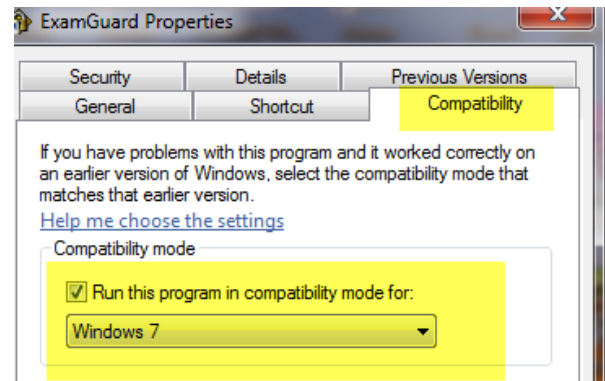 ExamGuard Properties
X
Security Details Previous Versions
General Shortcut Compatibility
If you have problems with this program and it worked correctly on
an earlier version of Windows, select the compatibility mode that
matches that earlier version.
Help me choose the settings
Compatibility mode
Run this program in compatibility mode for:
Windows 7